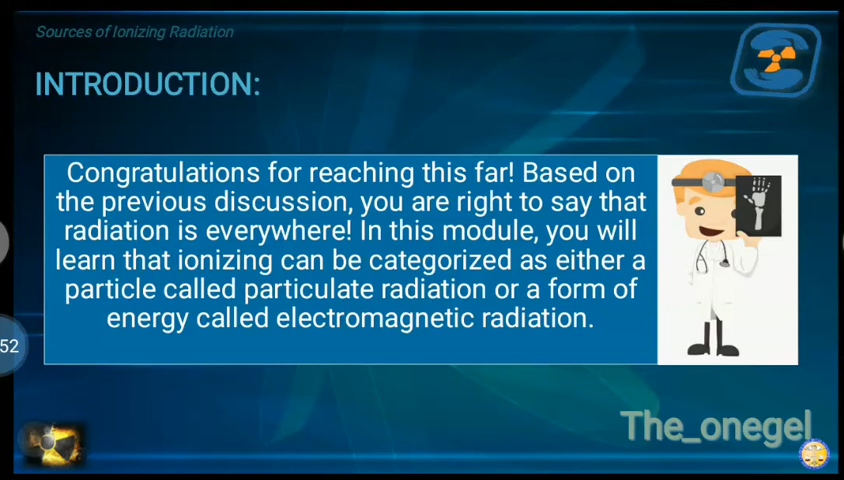 Sources of Ionizing Radiation
INTRODUCTION:
Congratulations for reaching this far! Based on
the previous discussion, you are right to say that
radiation is everywhere! In this module, you will
learn that ionizing can be categorized as either a
particle called particulate radiation or a form of
energy called electromagnetic radiation.
52
The_onegel